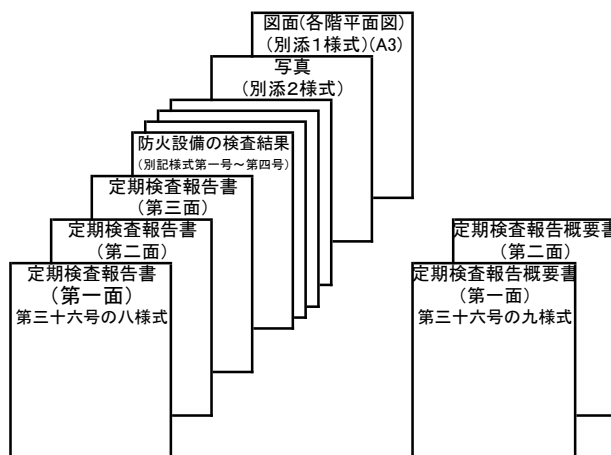 図面(各階平面図)
(別添1様式)(A3)
写真
(別添2様式)
防火設備の検査結果
(別記様式第一号～第四号)
定期検査報告書
(第三面)
定期検査報告書
(第二面)
定期検査報告書
(第一面)
第三十六号の八様式
定期検査報告概要書
(第二面)
定期検査報告概要書
(第一面)
第三十六号の九様式